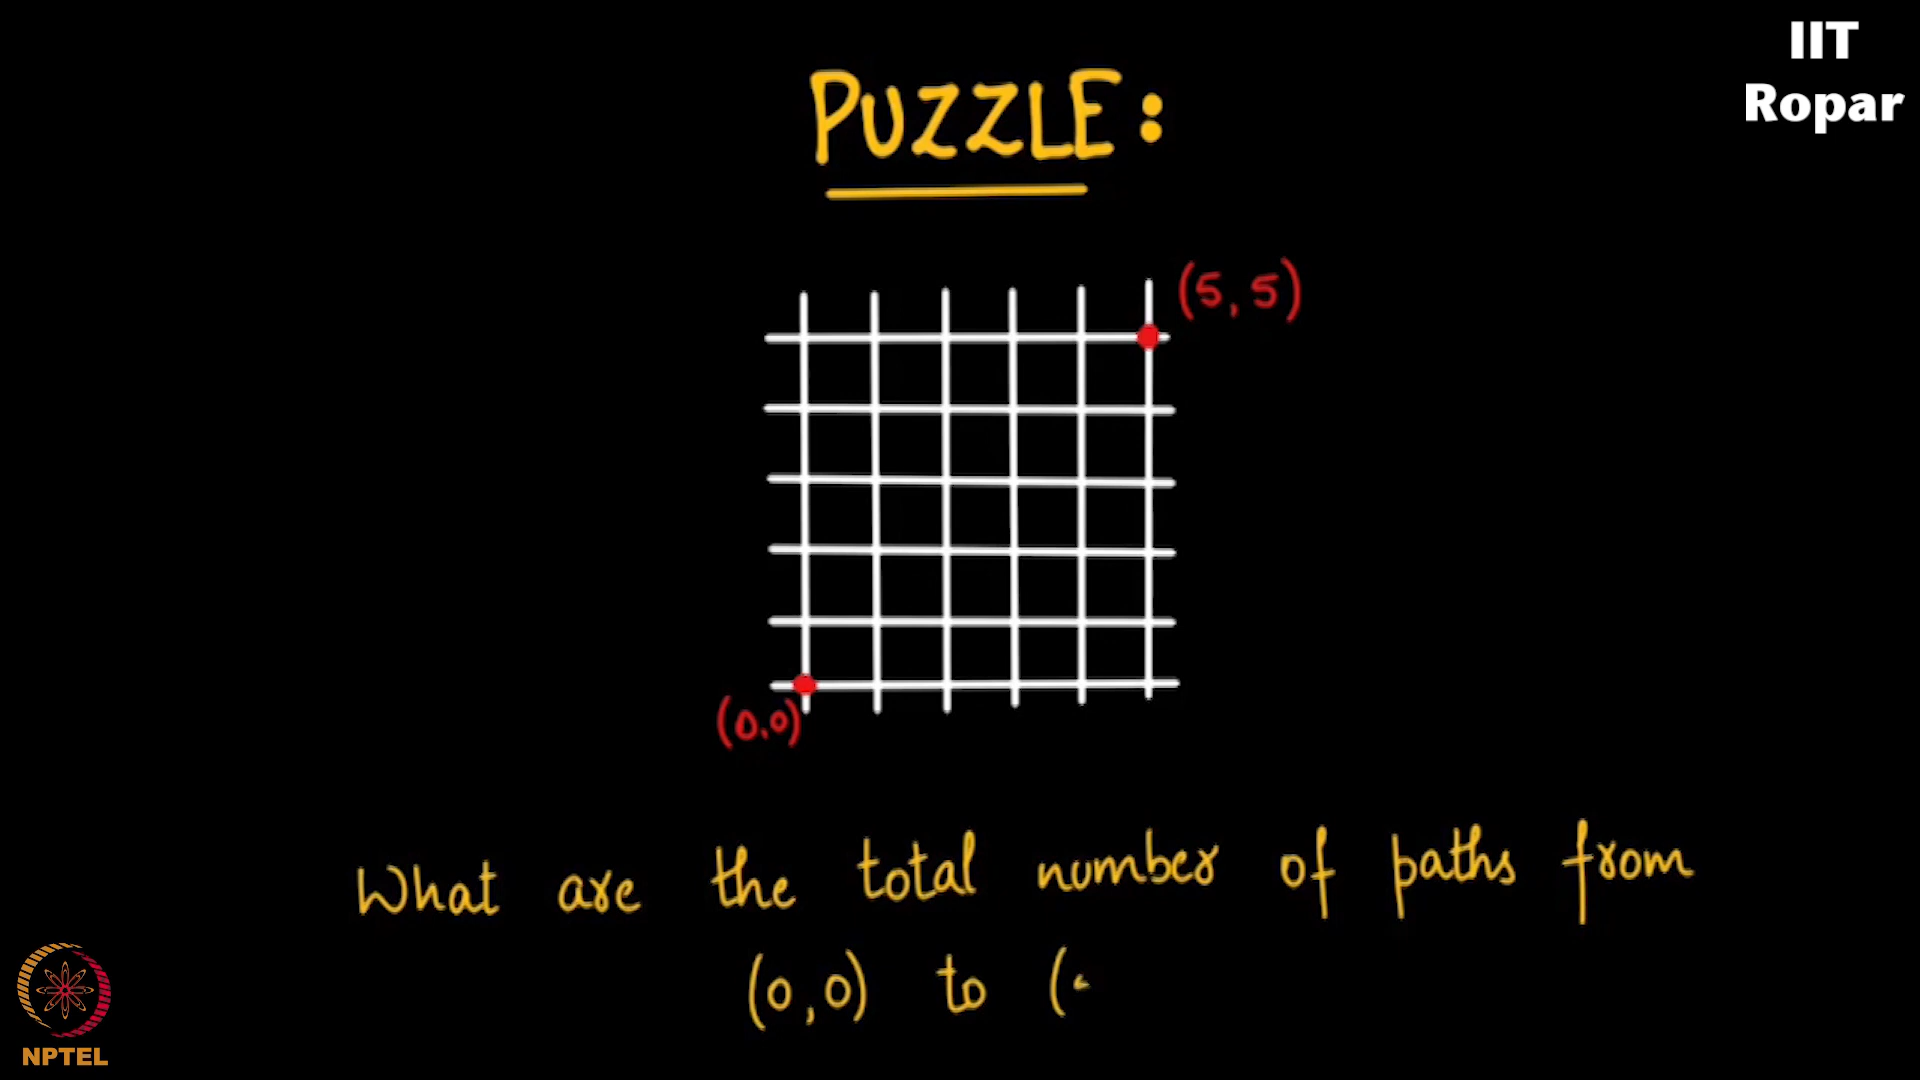 IIT
Ropar
PUZZLE:
(5, 5)
(0,0)
What are the total number of paths from
(0,0) to (
NPTEL